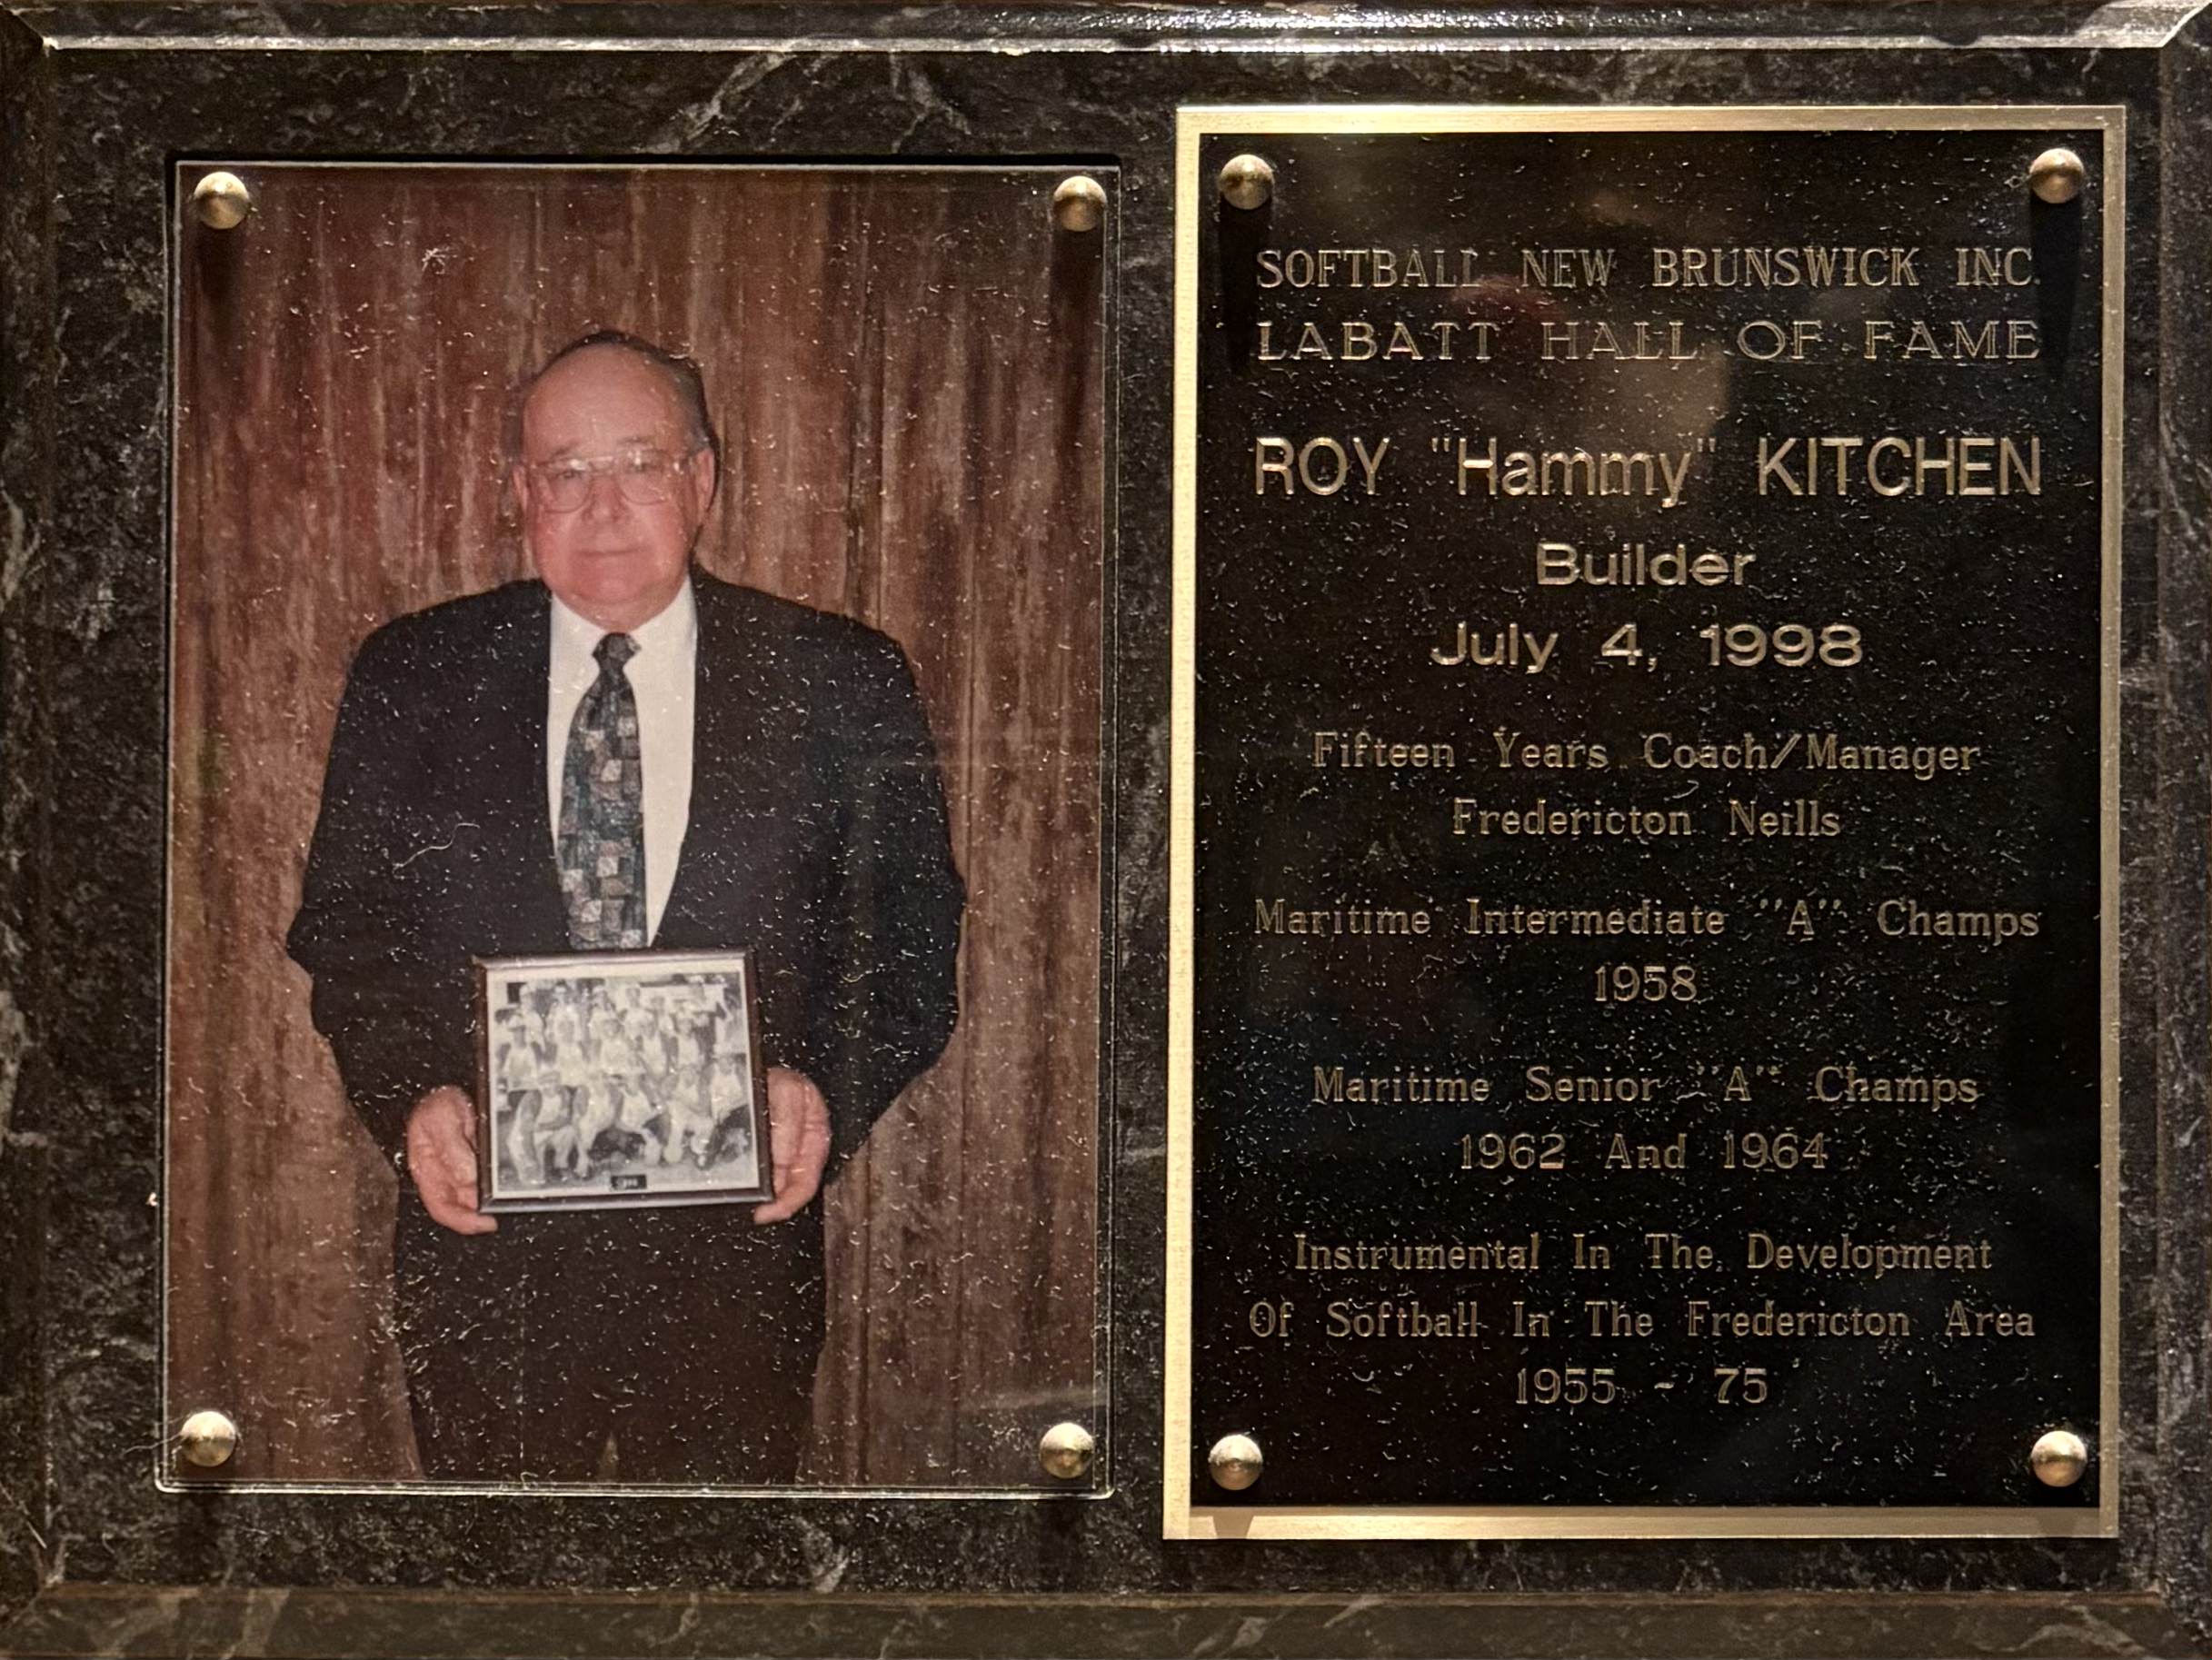 SOFTBALL NEW BRUNSWICK INC.
LABATT HALL OF FAME
ROY "Hammy" KITCHEN
Builder
July 4, 1998
Fifteen Years Coach/Manager
Fredericton Neills
Maritime Intermediate "A" Champs
1958
Maritime Senior "A" Champs
1962 And 1964
Instrumental In The Development
Of Softball In The Fredericton Area
1955 - 75